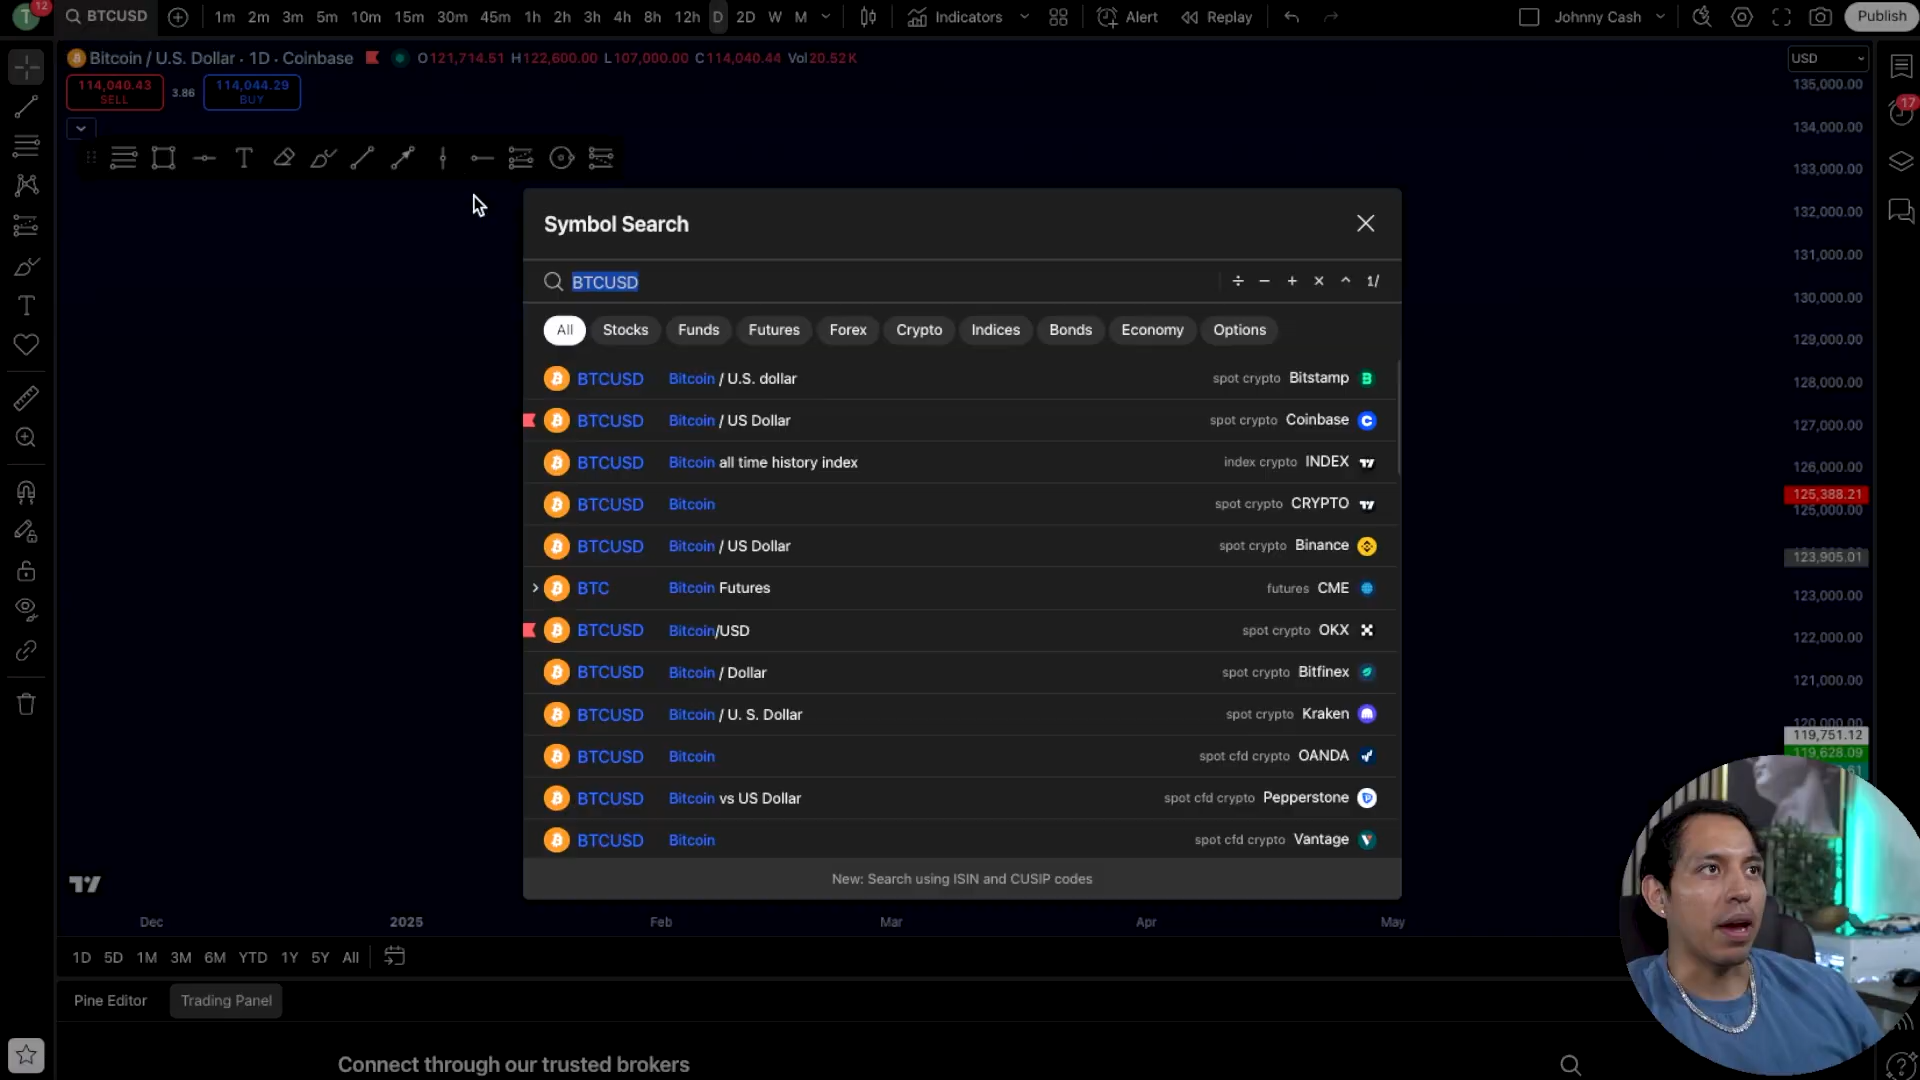 T 12 BTCUSD 1m 2m 3m 5m 10m 15m 30m 45m 1h 2h 3h 4h 8h 12h D 2D W M Indicators Alert Replay Johnny Cash Publish
Bitcoin / U.S. Dollar · 1D · Coinbase O121,714.51 H122,600.00 L107,000.00 C114,040.44 Vol20.52K USD
114,040.43 SELL 3.86 114,044.29 BUY
135,000.00
17
134,000.00
133,000.00
132,000.00
131,000.00
130,000.00
129,000.00
128,000.00
127,000.00
126,000.00
125,388.21
125,000.00
123,905.01
123,000.00
122,000.00
121,000.00
120,000.00
119,751.12
119,628.09
Symbol Search
BTCUSD ÷ − + × ^ 1/
All Stocks Funds Futures Forex Crypto Indices Bonds Economy Options
BTCUSD Bitcoin / U.S. dollar spot crypto Bitstamp
BTCUSD Bitcoin / US Dollar spot crypto Coinbase
BTCUSD Bitcoin all time history index index crypto INDEX
BTCUSD Bitcoin spot crypto CRYPTO
BTCUSD Bitcoin / US Dollar spot crypto Binance
BTC Bitcoin Futures futures CME
BTCUSD Bitcoin/USD spot crypto OKX
BTCUSD Bitcoin / Dollar spot crypto Bitfinex
BTCUSD Bitcoin / U. S. Dollar spot crypto Kraken
BTCUSD Bitcoin spot cfd crypto OANDA
BTCUSD Bitcoin vs US Dollar spot cfd crypto Pepperstone
BTCUSD Bitcoin spot cfd crypto Vantage
New: Search using ISIN and CUSIP codes
Dec 2025 Feb Mar Apr May
1D 5D 1M 3M 6M YTD 1Y 5Y All
Pine Editor Trading Panel
Connect through our trusted brokers